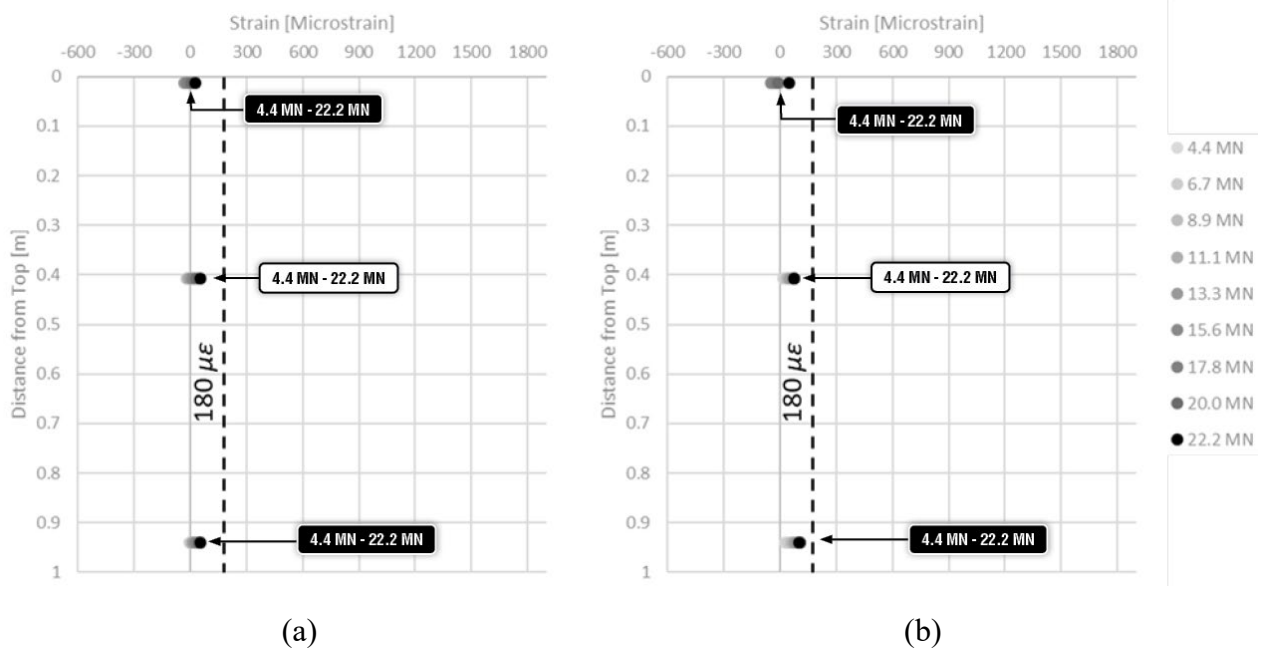 Strain [Microstrain]
-600 -300 0 300 600 900 1200 1500 1800
0
0.1
0.2
0.3
0.4
0.5
0.6
0.7
0.8
0.9
1
Distance from Top [m]
4.4 MN - 22.2 MN
4.4 MN - 22.2 MN
180 με
4.4 MN - 22.2 MN
(a)
Strain [Microstrain]
-600 -300 0 300 600 900 1200 1500 1800
0
0.1
0.2
0.3
0.4
0.5
0.6
0.7
0.8
0.9
1
Distance from Top [m]
4.4 MN - 22.2 MN
4.4 MN - 22.2 MN
180 με
4.4 MN - 22.2 MN
(b)
4.4 MN
6.7 MN
8.9 MN
11.1 MN
13.3 MN
15.6 MN
17.8 MN
20.0 MN
22.2 MN